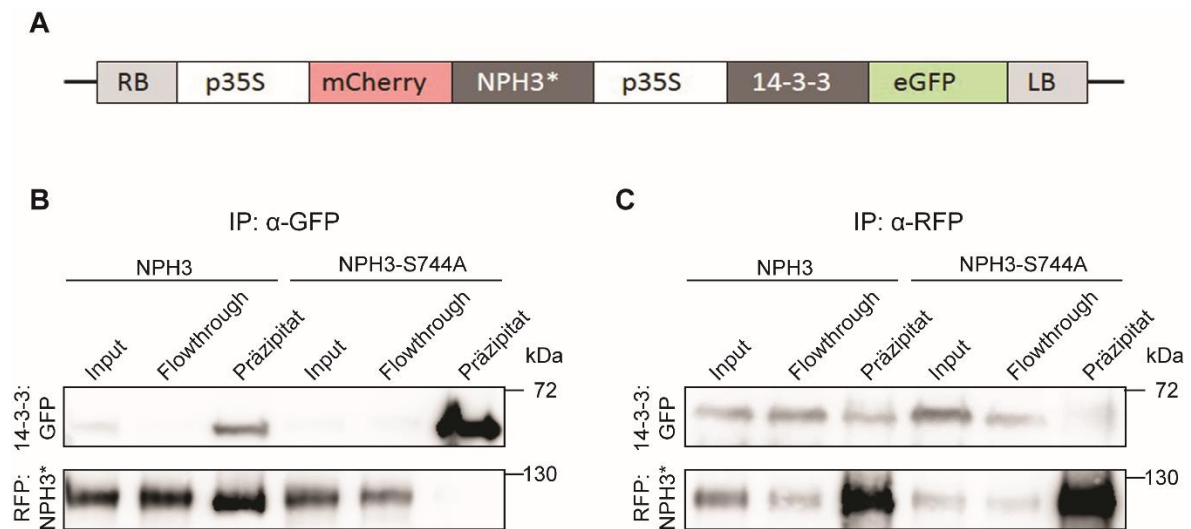 A
RB p35S mCherry NPH3* p35S 14-3-3 eGFP LB
B
IP: α-GFP
NPH3 NPH3-S744A
Input Flowthrough Präzipitat Input Flowthrough Präzipitat
kDa
14-3-3:
GFP
72
RFP:
NPH3*
130
C
IP: α-RFP
NPH3 NPH3-S744A
Input Flowthrough Präzipitat Input Flowthrough Präzipitat
kDa
14-3-3:
GFP
72
RFP:
NPH3*
130